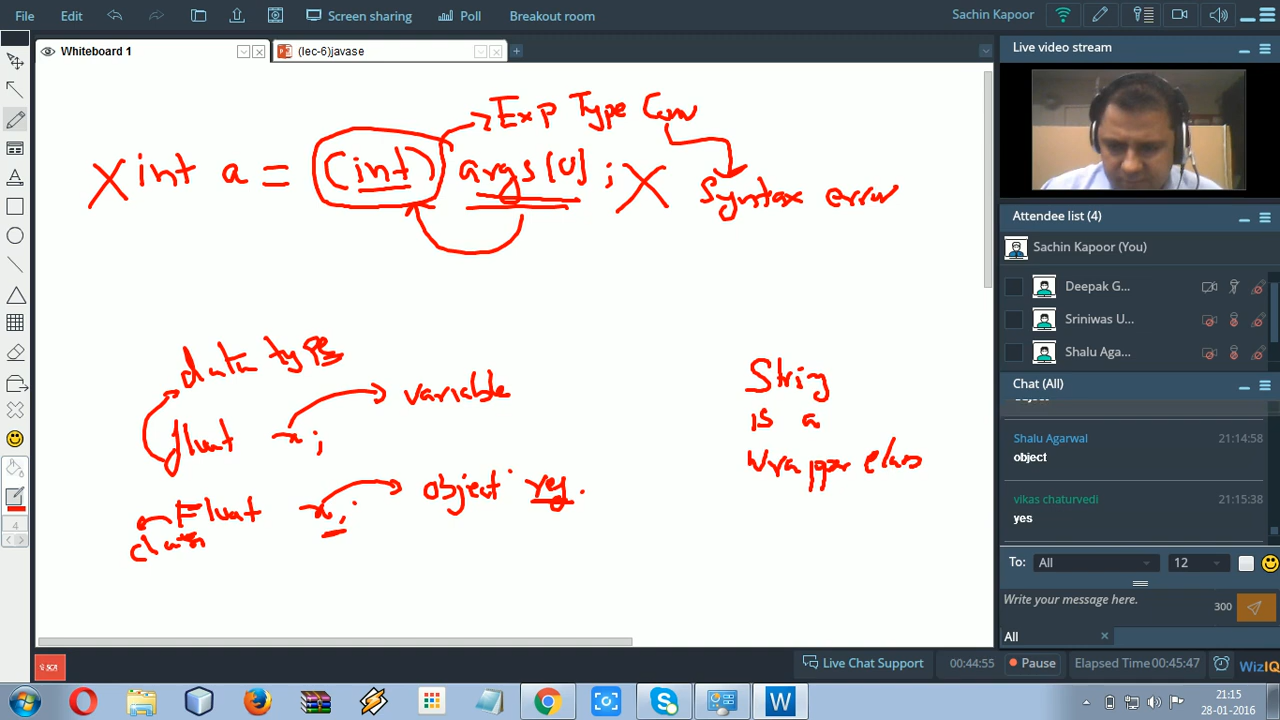 File Edit Screen sharing Poll Breakout room Sachin Kapoor
Whiteboard 1 (lec-6)javase
Live video stream
Exp Type Conv
X int a = (int) args[0]; X
Syntax error
data types
variable
float x;
object ref.
Float x;
class
String
is a
Wrapper class
Attendee list (4)
Sachin Kapoor (You)
Deepak G...
Sriniwas U...
Shalu Aga...
Chat (All)
Shalu Agarwal 21:14:58
object
vikas chaturvedi 21:15:38
yes
To: All 12
Write your message here. 300
All
4
Live Chat Support 00:44:55 Pause Elapsed Time 00:45:47 WizIQ
21:15
28-01-2016